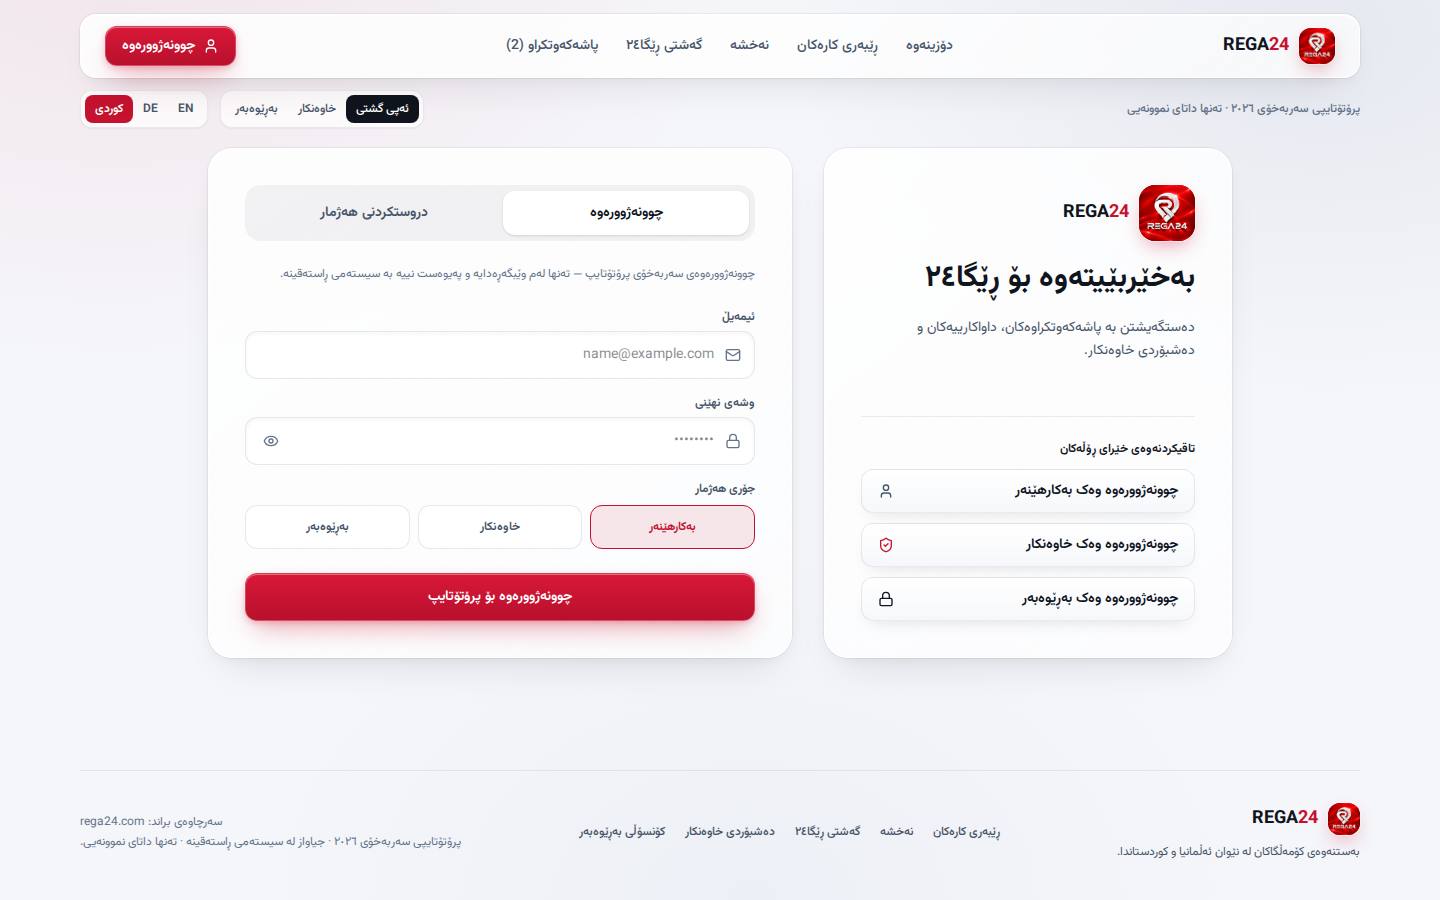 REGA24
دۆزینەوە
ڕێبەری کارەکان
نەخشە
گەشتی ڕێگا٢٤
پاشەکەوتکراو (2)
چوونەژوورەوە
پرۆتۆتایپی سەربەخۆی ٢٠٢٦ · تەنها داتای نموونەیی
ئەپی گشتی
خاوەنکار
بەڕێوەبەر
EN
DE
کوردی
REGA24
بەخێربێیتەوە بۆ ڕێگا٢٤
دەستگەیشتن بە پاشەکەوتکراوەکان، داواکارییەکان و
دەشبۆردی خاوەنکار.
تاقیکردنەوەی خێرای ڕۆڵەکان
چوونەژوورەوە وەک بەکارهێنەر
چوونەژوورەوە وەک خاوەنکار
چوونەژوورەوە وەک بەڕێوەبەر
چوونەژوورەوە
دروستکردنی هەژمار
چوونەژوورەوەی سەربەخۆی پرۆتۆتایپ — تەنها لەم وێبگەڕەدایە و پەیوەست نییە بە سیستەمی ڕاستەقینە.
ئیمەیڵ
name@example.com
وشەی نهێنی
••••••••
جۆری هەژمار
بەکارهێنەر
خاوەنکار
بەڕێوەبەر
چوونەژوورەوە بۆ پرۆتۆتایپ
REGA24
بەستنەوەی کۆمەڵگاکان لە نێوان ئەڵمانیا و کوردستاندا.
ڕێبەری کارەکان
نەخشە
گەشتی ڕێگا٢٤
دەشبۆردی خاوەنکار
کۆنسۆڵی بەڕێوەبەر
سەرچاوەی براند: rega24.com
پرۆتۆتایپی سەربەخۆی ٢٠٢٦ · جیاواز لە سیستەمی ڕاستەقینە · تەنها داتای نموونەیی.